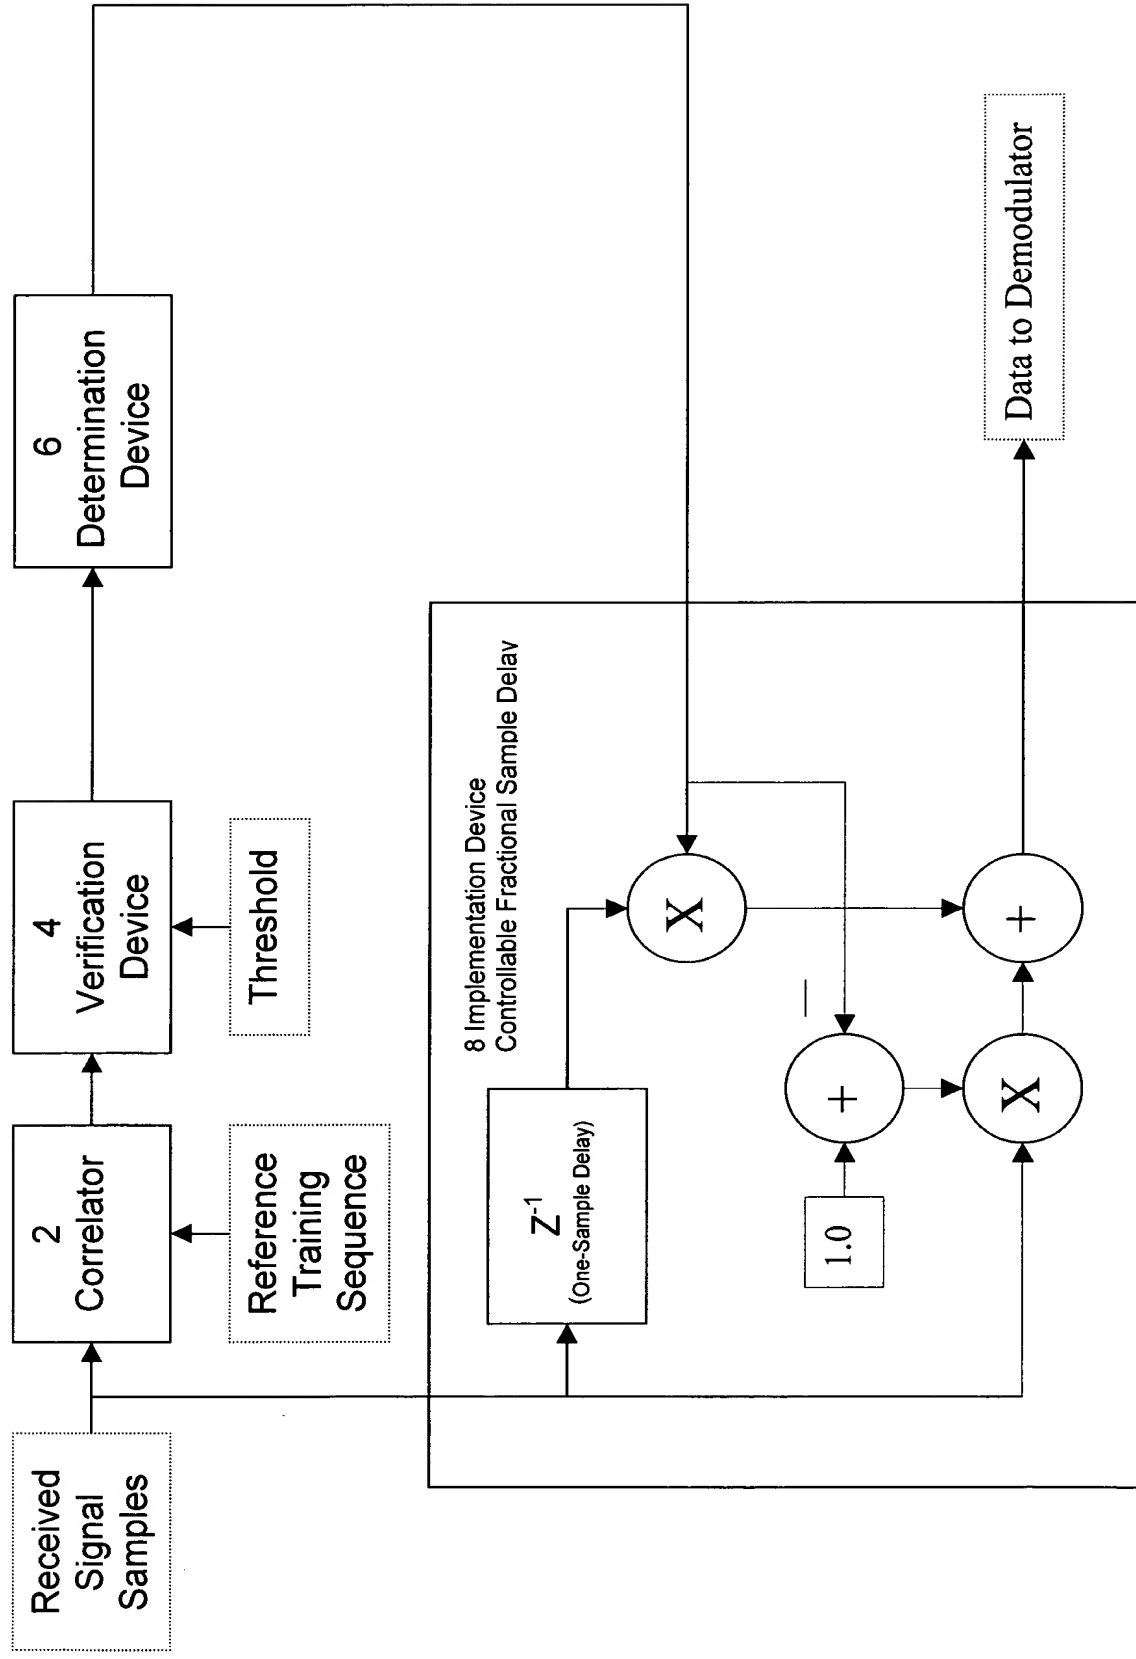 Received
Signal
Samples
2
Correlator
Reference
Training
Sequence
4
Verification
Device
Threshold
6
Determination
Device
8 Implementation Device
Controllable Fractional Sample Delay
Z-1
(One-Sample Delay)
X
1.0
+
−
X
+
Data to Demodulator